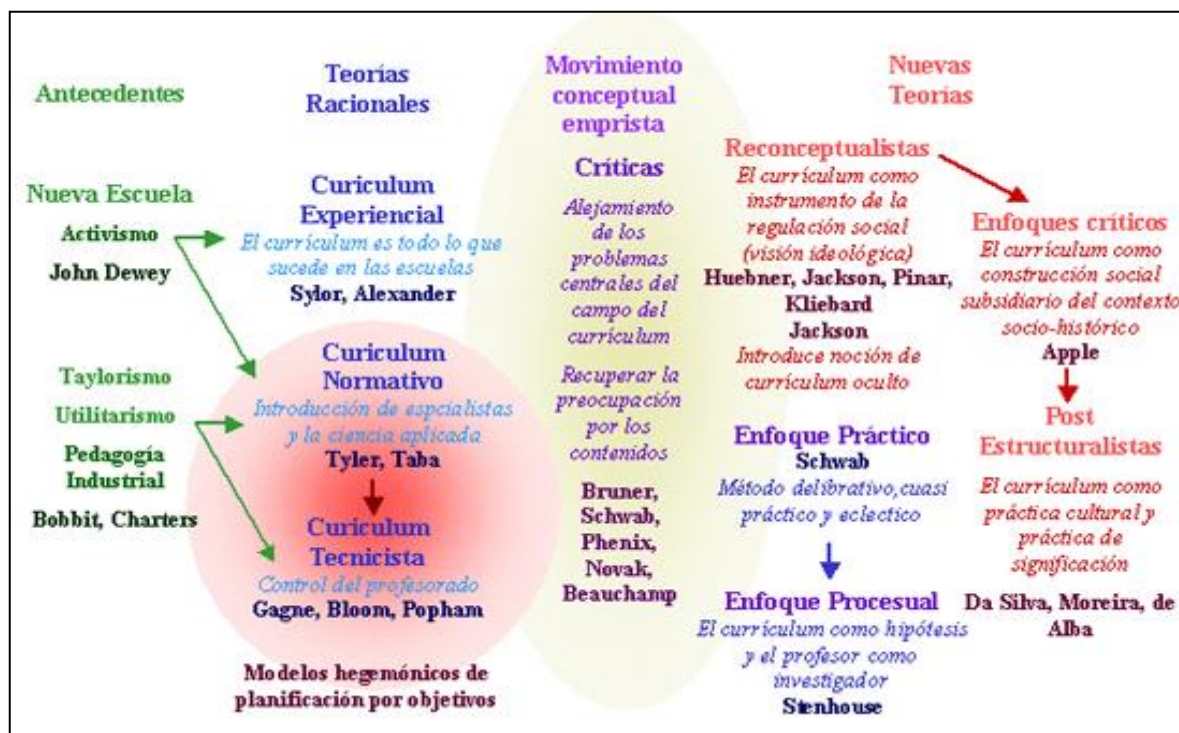 Antecedentes
Nueva Escuela
Activismo
John Dewey
Taylorismo
Utilitarismo
Pedagogía
Industrial
Bobbit, Charters
Teorías
Racionales
Curiculum
Experiencial
El currículum es todo lo que
sucede en las escuelas
Sylor, Alexander
Curiculum
Normativo
Introducción de espcialistas
y la ciencia aplicada
Tyler, Taba
Curiculum
Tecnicista
Control del profesorado
Gagne, Bloom, Popham
Modelos hegemónicos de
planificación por objetivos
Movimiento
conceptual
emprista
Críticas
Alejamiento
de los
problemas
centrales del
campo del
currículum
Recuperar la
preocupación
por los
contenidos
Bruner,
Schwab,
Phenix,
Novak,
Beauchamp
Nuevas
Teorías
Reconceptualistas
El currículum como
instrumento de la
regulación social
(visión ideológica)
Huebner, Jackson, Pinar,
Kliebard
Jackson
Introduce noción de
currículum oculto
Enfoque Práctico
Schwab
Método delibrativo,cuasi
práctico y eclectico
Enfoque Procesual
El currículum como hipótesis
y el profesor como
investigador
Stenhouse
Enfoques críticos
El currículum como
construcción social
subsidiario del contexto
socio-histórico
Apple
Post
Estructuralistas
El currículum como
práctica cultural y
práctica de
significación
Da Silva, Moreira, de
Alba